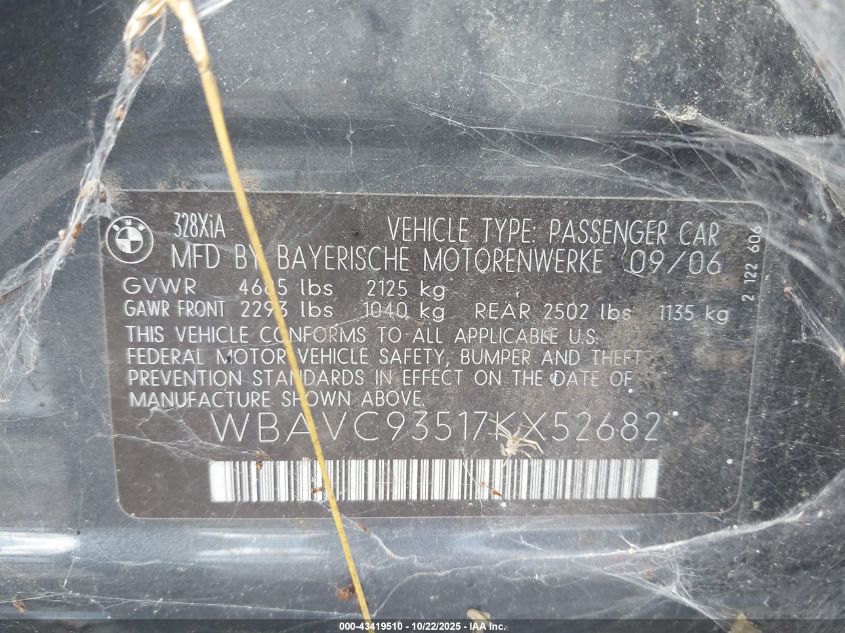 328XiA VEHICLE TYPE: PASSENGER CAR
MFD BY BAYERISCHE MOTORENWERKE 09/06
GVWR 4685 lbs 2125 kg
GAWR FRONT 2293 lbs 1040 kg REAR 2502 lbs 1135 kg
THIS VEHICLE CONFORMS TO ALL APPLICABLE U.S.
FEDERAL MOTOR VEHICLE SAFETY, BUMPER AND THEFT
PREVENTION STANDARDS IN EFFECT ON THE DATE OF
MANUFACTURE SHOWN ABOVE.
WBAVC93517KX52682
2 122 606
000-43419510 - 10/22/2025 - IAA Inc.